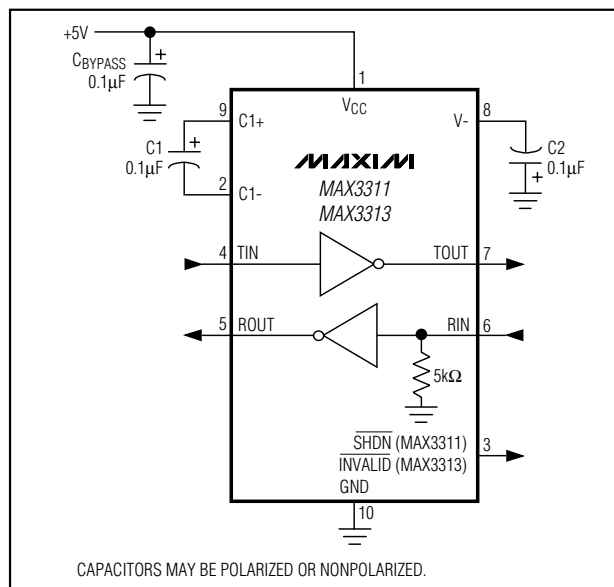 +5V
CBYPASS
0.1µF
+
1
VCC
9
C1+
C1
0.1µF
+
2
C1-
8
V-
C2
0.1µF
+
MAXIM
MAX3311
MAX3313
4
TIN
TOUT
7
5
ROUT
RIN
6
5kΩ
SHDN (MAX3311)
INVALID (MAX3313)
3
GND
10
CAPACITORS MAY BE POLARIZED OR NONPOLARIZED.